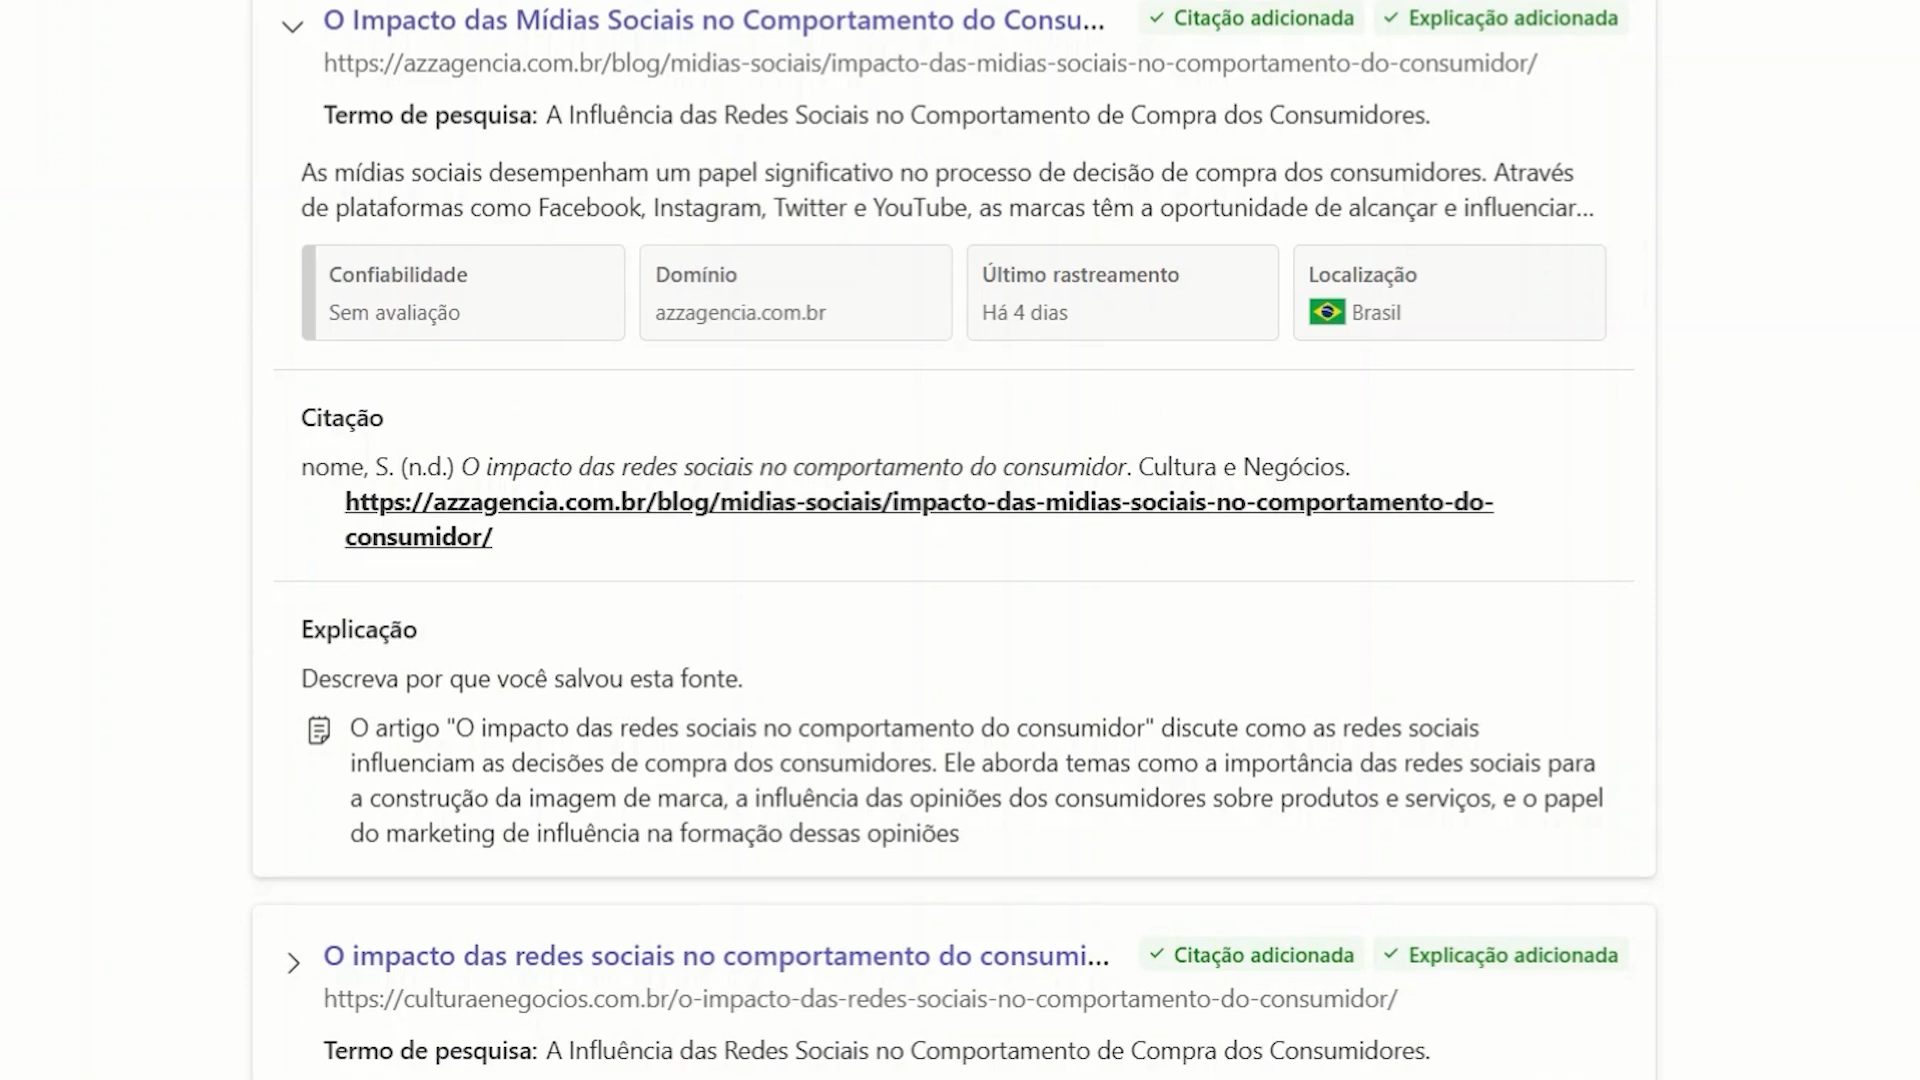 O Impacto das Mídias Sociais no Comportamento do Consu...
Citação adicionada
Explicação adicionada
https://azzagencia.com.br/blog/midias-sociais/impacto-das-midias-sociais-no-comportamento-do-consumidor/
Termo de pesquisa: A Influência das Redes Sociais no Comportamento de Compra dos Consumidores.
As mídias sociais desempenham um papel significativo no processo de decisão de compra dos consumidores. Através
de plataformas como Facebook, Instagram, Twitter e YouTube, as marcas têm a oportunidade de alcançar e influenciar...
Confiabilidade
Sem avaliação
Domínio
azzagencia.com.br
Último rastreamento
Há 4 dias
Localização
Brasil
Citação
nome, S. (n.d.) O impacto das redes sociais no comportamento do consumidor. Cultura e Negócios.
https://azzagencia.com.br/blog/midias-sociais/impacto-das-midias-sociais-no-comportamento-do-
consumidor/
Explicação
Descreva por que você salvou esta fonte.
O artigo "O impacto das redes sociais no comportamento do consumidor" discute como as redes sociais
influenciam as decisões de compra dos consumidores. Ele aborda temas como a importância das redes sociais para
a construção da imagem de marca, a influência das opiniões dos consumidores sobre produtos e serviços, e o papel
do marketing de influência na formação dessas opiniões
O impacto das redes sociais no comportamento do consumi...
Citação adicionada
Explicação adicionada
https://culturaenegocios.com.br/o-impacto-das-redes-sociais-no-comportamento-do-consumidor/
Termo de pesquisa: A Influência das Redes Sociais no Comportamento de Compra dos Consumidores.